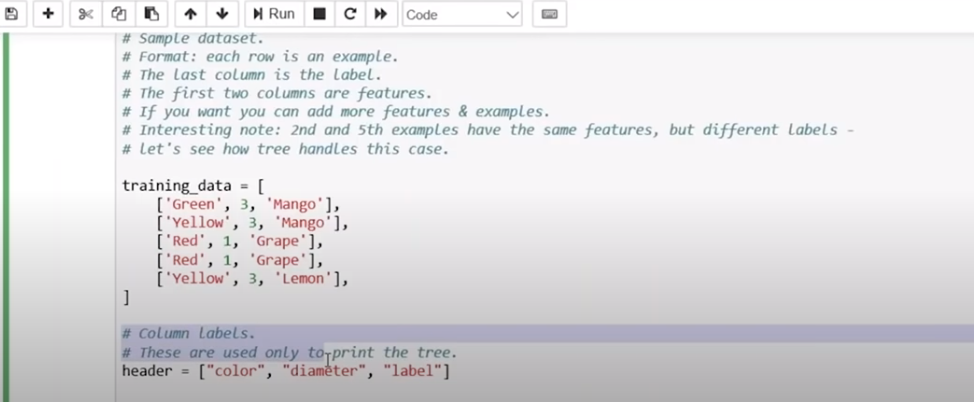 Run
Code
# Sample dataset.
# Format: each row is an example.
# The last column is the label.
# The first two columns are features.
# If you want you can add more features & examples.
# Interesting note: 2nd and 5th examples have the same features, but different labels -
# let's see how tree handles this case.
training_data = [
['Green', 3, 'Mango'],
['Yellow', 3, 'Mango'],
['Red', 1, 'Grape'],
['Red', 1, 'Grape'],
['Yellow', 3, 'Lemon'],
]
# Column labels.
# These are used only to print the tree.
header = ["color", "diameter", "label"]